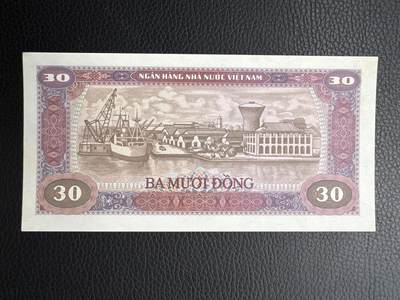 30 NGÂN HÀNG NHÀ NƯỚC VIỆT NAM 30
30 BA MƯƠI ĐỒNG 30